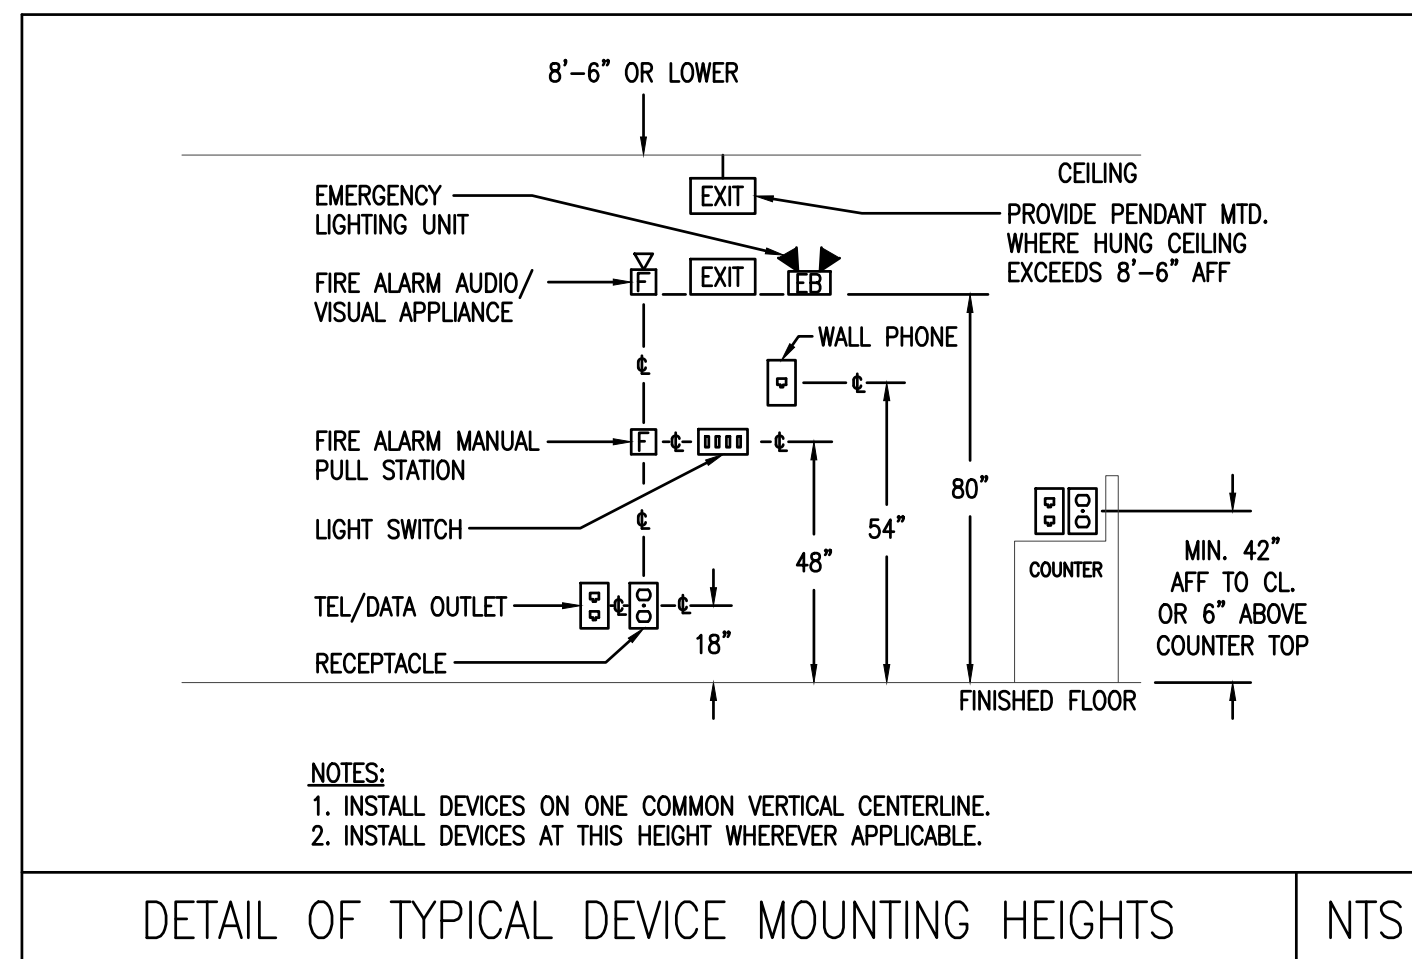 8'-6" OR LOWER
CEILING
EXIT
EMERGENCY
LIGHTING UNIT
PROVIDE PENDANT MTD.
WHERE HUNG CEILING
EXCEEDS 8'-6" AFF
FIRE ALARM AUDIO/
VISUAL APPLIANCE
F
EXIT
EB
WALL PHONE
℄
℄
FIRE ALARM MANUAL
PULL STATION
F
℄
℄
80"
54"
48"
LIGHT SWITCH
℄
COUNTER
MIN. 42"
AFF TO CL.
OR 6" ABOVE
COUNTER TOP
TEL/DATA OUTLET
℄
℄
18"
RECEPTACLE
FINISHED FLOOR
NOTES:
1. INSTALL DEVICES ON ONE COMMON VERTICAL CENTERLINE.
2. INSTALL DEVICES AT THIS HEIGHT WHEREVER APPLICABLE.
DETAIL OF TYPICAL DEVICE MOUNTING HEIGHTS
NTS